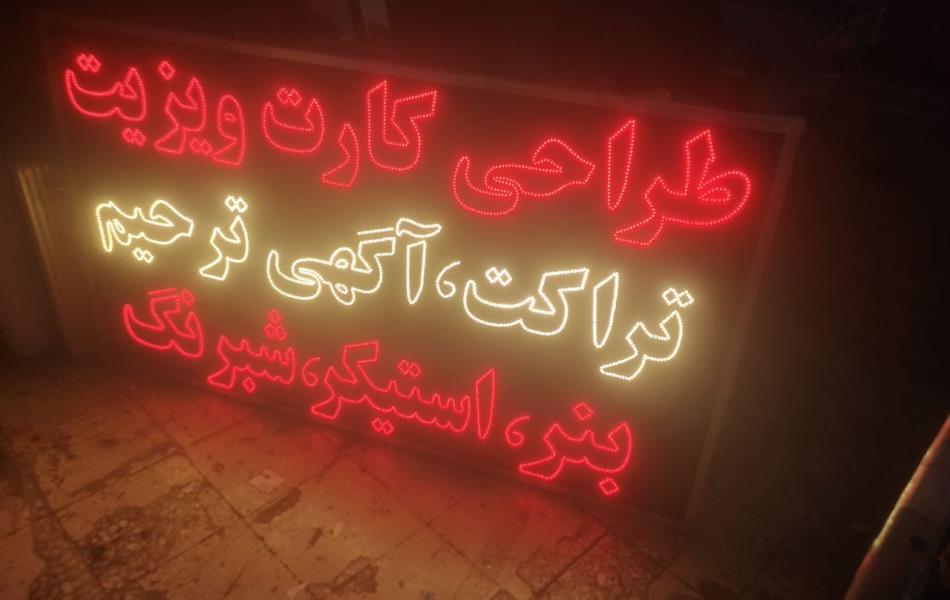 طراحی کارت ویزیت
تراکت، آگهی ترحیم
بنر، استیکر، شبرنگ